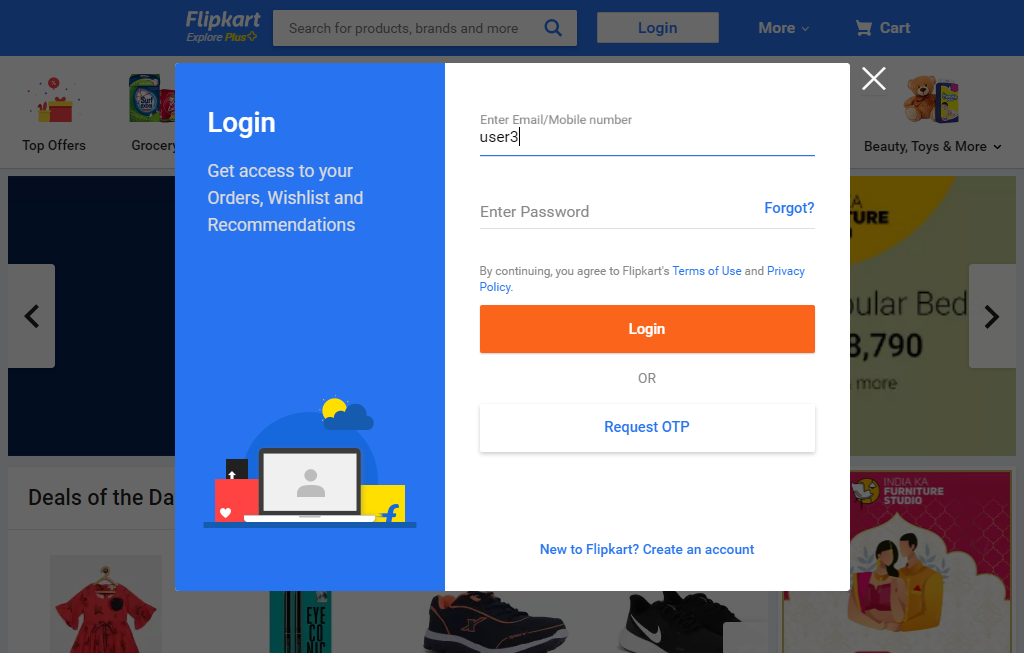 Flipkart
Explore Plus
Search for products, brands and more
Login
More
Cart
Top Offers
Grocery
Beauty, Toys & More
Login
Get access to your
Orders, Wishlist and
Recommendations
Enter Email/Mobile number
user3
Enter Password
Forgot?
By continuing, you agree to Flipkart's Terms of Use and Privacy
Policy.
Login
OR
Request OTP
New to Flipkart? Create an account
pular Bed
8,790
more
Deals of the Da
INDIA KA
FURNITURE
STUDIO
EYE
CO
NIC